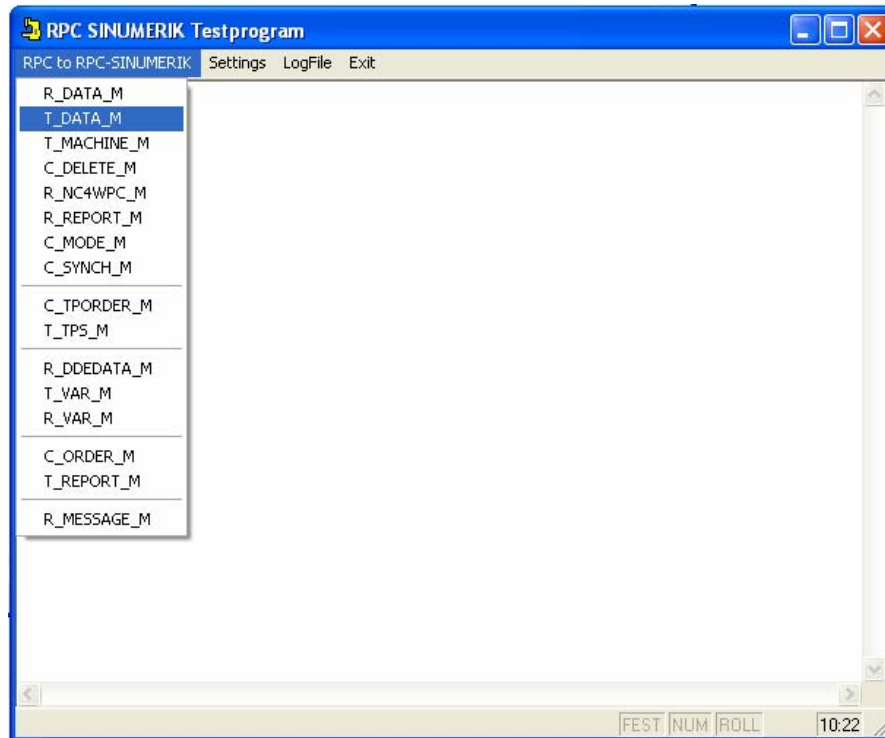 RPC SINUMERIK Testprogram
RPC to RPC-SINUMERIK Settings LogFile Exit
R_DATA_M
T_DATA_M
T_MACHINE_M
C_DELETE_M
R_NC4WPC_M
R_REPORT_M
C_MODE_M
C_SYNCH_M
C_TPORDER_M
T_TPS_M
R_DDEDATA_M
T_VAR_M
R_VAR_M
C_ORDER_M
T_REPORT_M
R_MESSAGE_M
FEST NUM ROLL 10:22